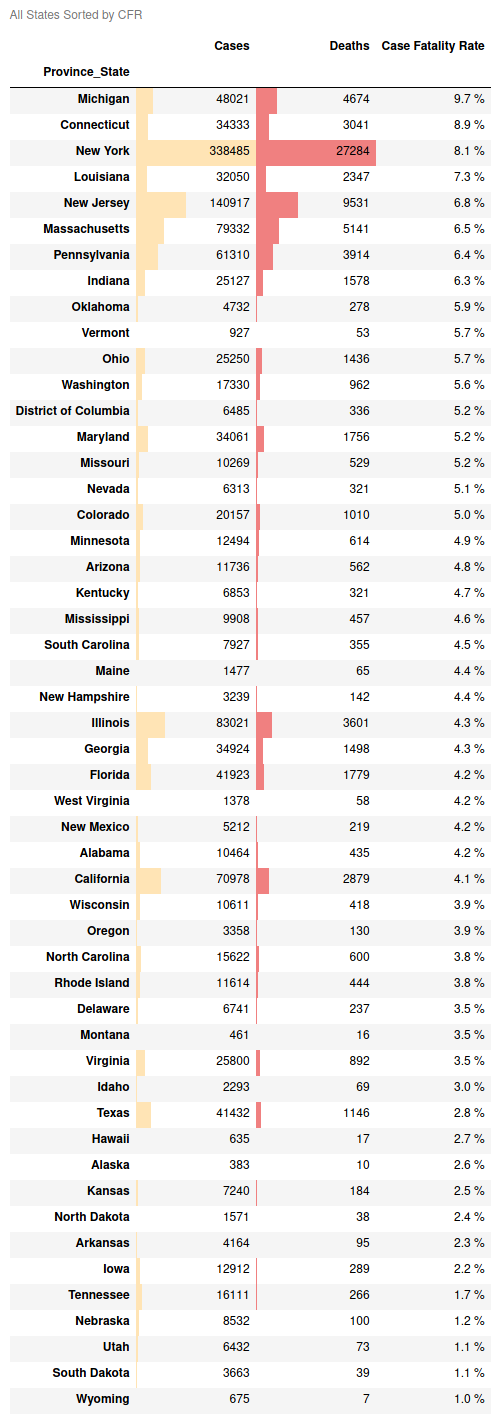 All States Sorted by CFR
Cases Deaths Case Fatality Rate
Province_State
Michigan 48021 4674 9.7 %
Connecticut 34333 3041 8.9 %
New York 338485 27284 8.1 %
Louisiana 32050 2347 7.3 %
New Jersey 140917 9531 6.8 %
Massachusetts 79332 5141 6.5 %
Pennsylvania 61310 3914 6.4 %
Indiana 25127 1578 6.3 %
Oklahoma 4732 278 5.9 %
Vermont 927 53 5.7 %
Ohio 25250 1436 5.7 %
Washington 17330 962 5.6 %
District of Columbia 6485 336 5.2 %
Maryland 34061 1756 5.2 %
Missouri 10269 529 5.2 %
Nevada 6313 321 5.1 %
Colorado 20157 1010 5.0 %
Minnesota 12494 614 4.9 %
Arizona 11736 562 4.8 %
Kentucky 6853 321 4.7 %
Mississippi 9908 457 4.6 %
South Carolina 7927 355 4.5 %
Maine 1477 65 4.4 %
New Hampshire 3239 142 4.4 %
Illinois 83021 3601 4.3 %
Georgia 34924 1498 4.3 %
Florida 41923 1779 4.2 %
West Virginia 1378 58 4.2 %
New Mexico 5212 219 4.2 %
Alabama 10464 435 4.2 %
California 70978 2879 4.1 %
Wisconsin 10611 418 3.9 %
Oregon 3358 130 3.9 %
North Carolina 15622 600 3.8 %
Rhode Island 11614 444 3.8 %
Delaware 6741 237 3.5 %
Montana 461 16 3.5 %
Virginia 25800 892 3.5 %
Idaho 2293 69 3.0 %
Texas 41432 1146 2.8 %
Hawaii 635 17 2.7 %
Alaska 383 10 2.6 %
Kansas 7240 184 2.5 %
North Dakota 1571 38 2.4 %
Arkansas 4164 95 2.3 %
Iowa 12912 289 2.2 %
Tennessee 16111 266 1.7 %
Nebraska 8532 100 1.2 %
Utah 6432 73 1.1 %
South Dakota 3663 39 1.1 %
Wyoming 675 7 1.0 %